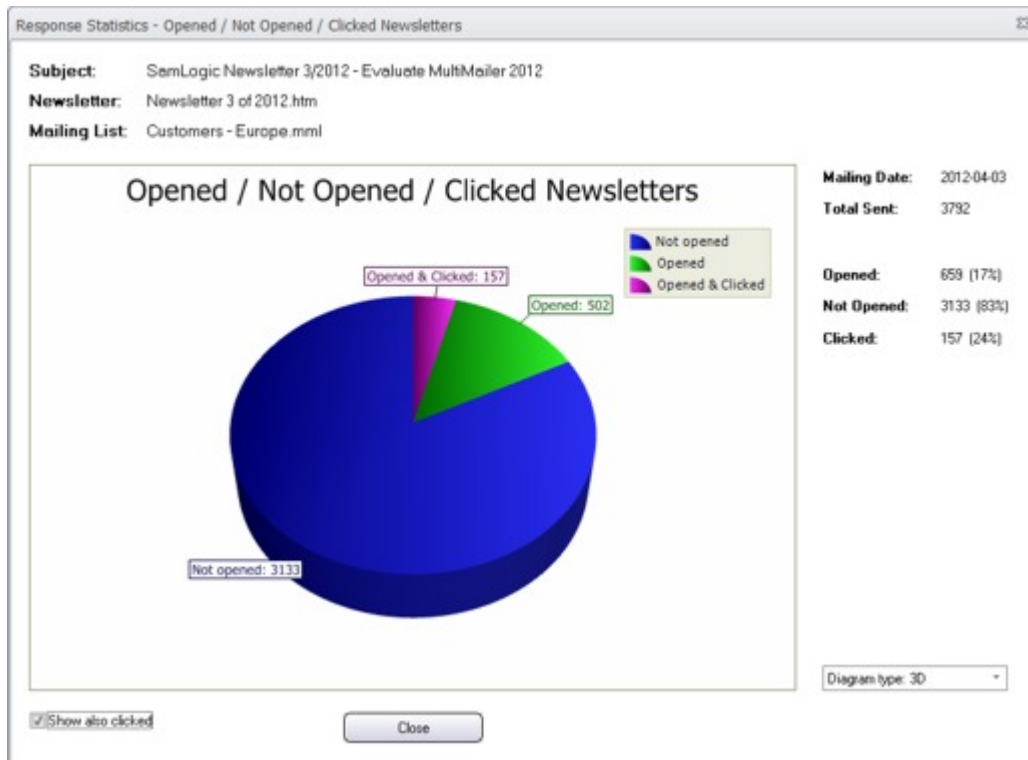 Response Statistics - Opened / Not Opened / Clicked Newsletters
Subject: SamLogic Newsletter 3/2012 - Evaluate MultiMailer 2012
Newsletter: Newsletter 3 of 2012.htm
Mailing List: Customers - Europe.mml
Opened / Not Opened / Clicked Newsletters
Not opened
Opened
Opened & Clicked
Opened & Clicked: 157
Opened: 502
Not opened: 3133
Mailing Date: 2012-04-03
Total Sent: 3792
Opened: 659 (17%)
Not Opened: 3133 (83%)
Clicked: 157 (24%)
Diagram type: 3D
Show also clicked
Close